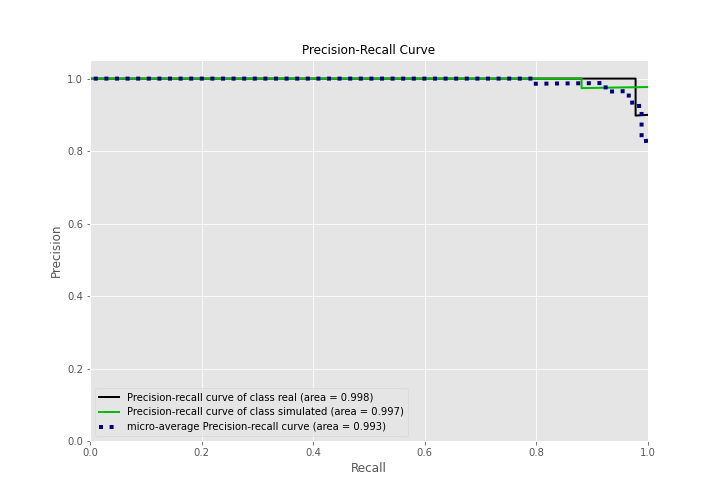 Precision-Recall Curve
1.0
0.8
0.6
0.4
0.2
0.0
Precision
Precision-recall curve of class real (area = 0.998)
Precision-recall curve of class simulated (area = 0.997)
micro-average Precision-recall curve (area = 0.993)
0.0 0.2 0.4 0.6 0.8 1.0
Recall